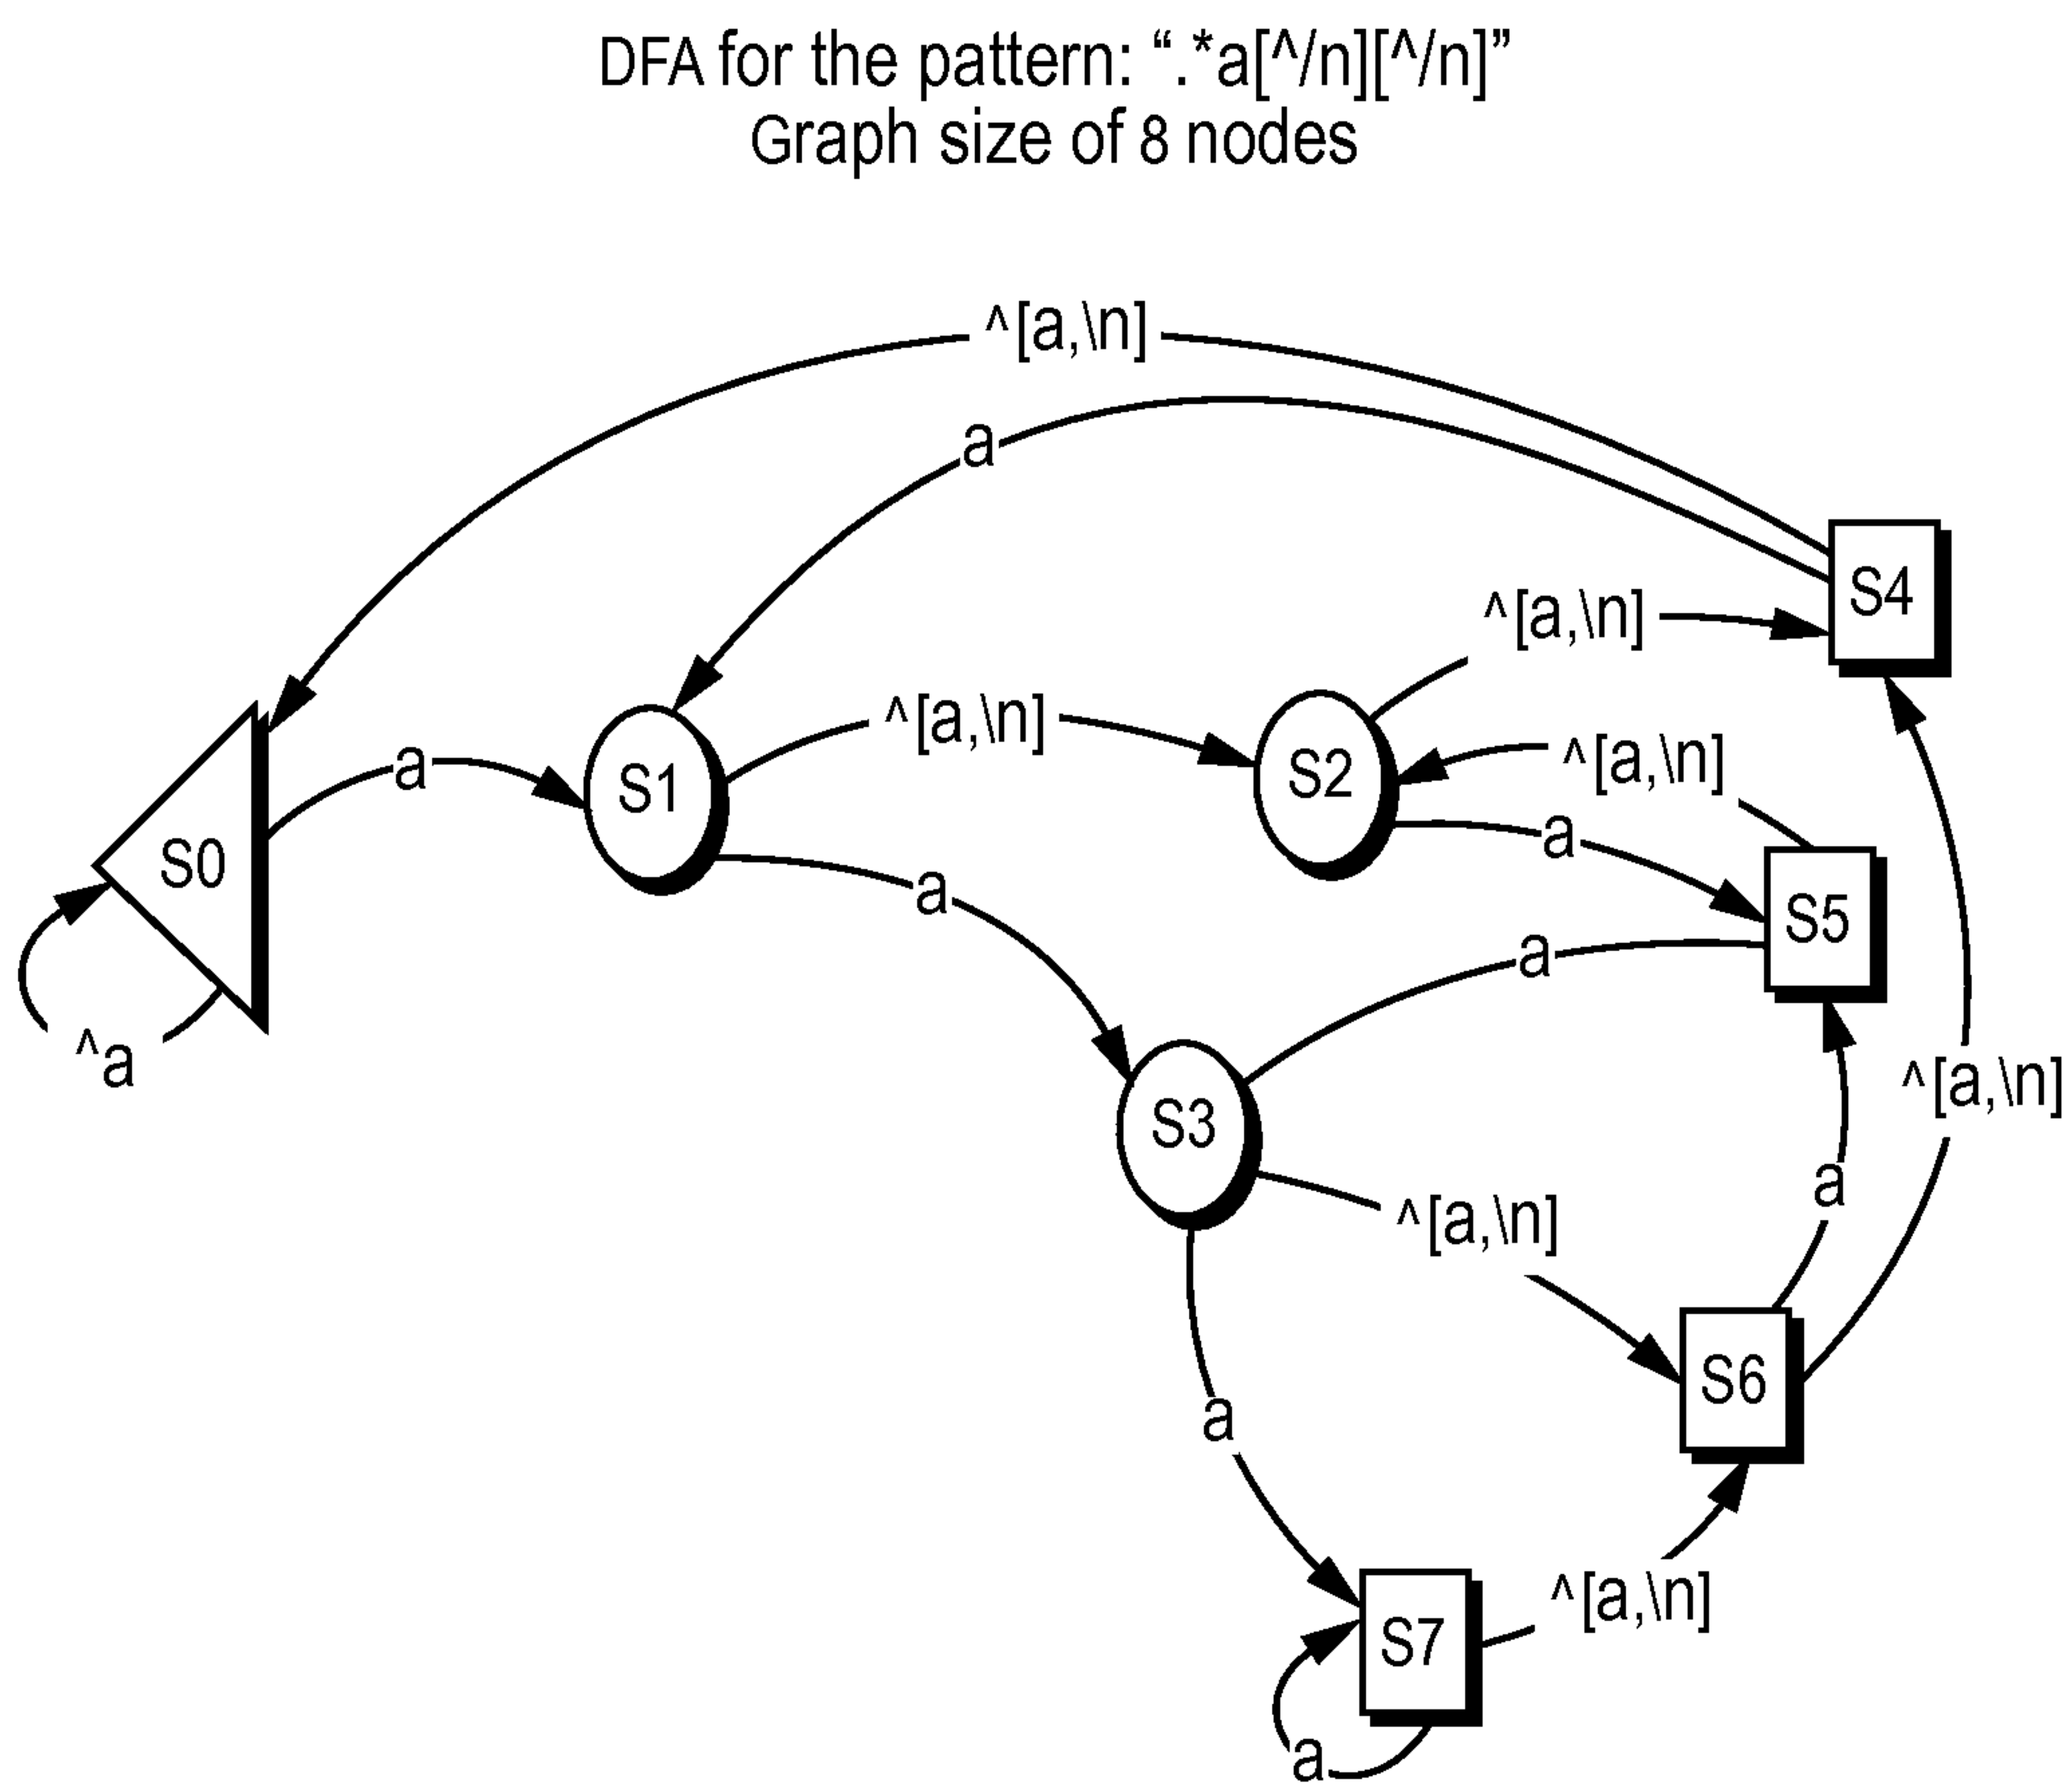 DFA for the pattern: “.*a[^/n][^/n]”
Graph size of 8 nodes
^[a,\n]
a
S4
^[a,\n]
^[a,\n]
^[a,\n]
S1
S2
a
a
S0
S5
a
a
^a
^[a,\n]
S3
a
^[a,\n]
S6
a
^[a,\n]
S7
a